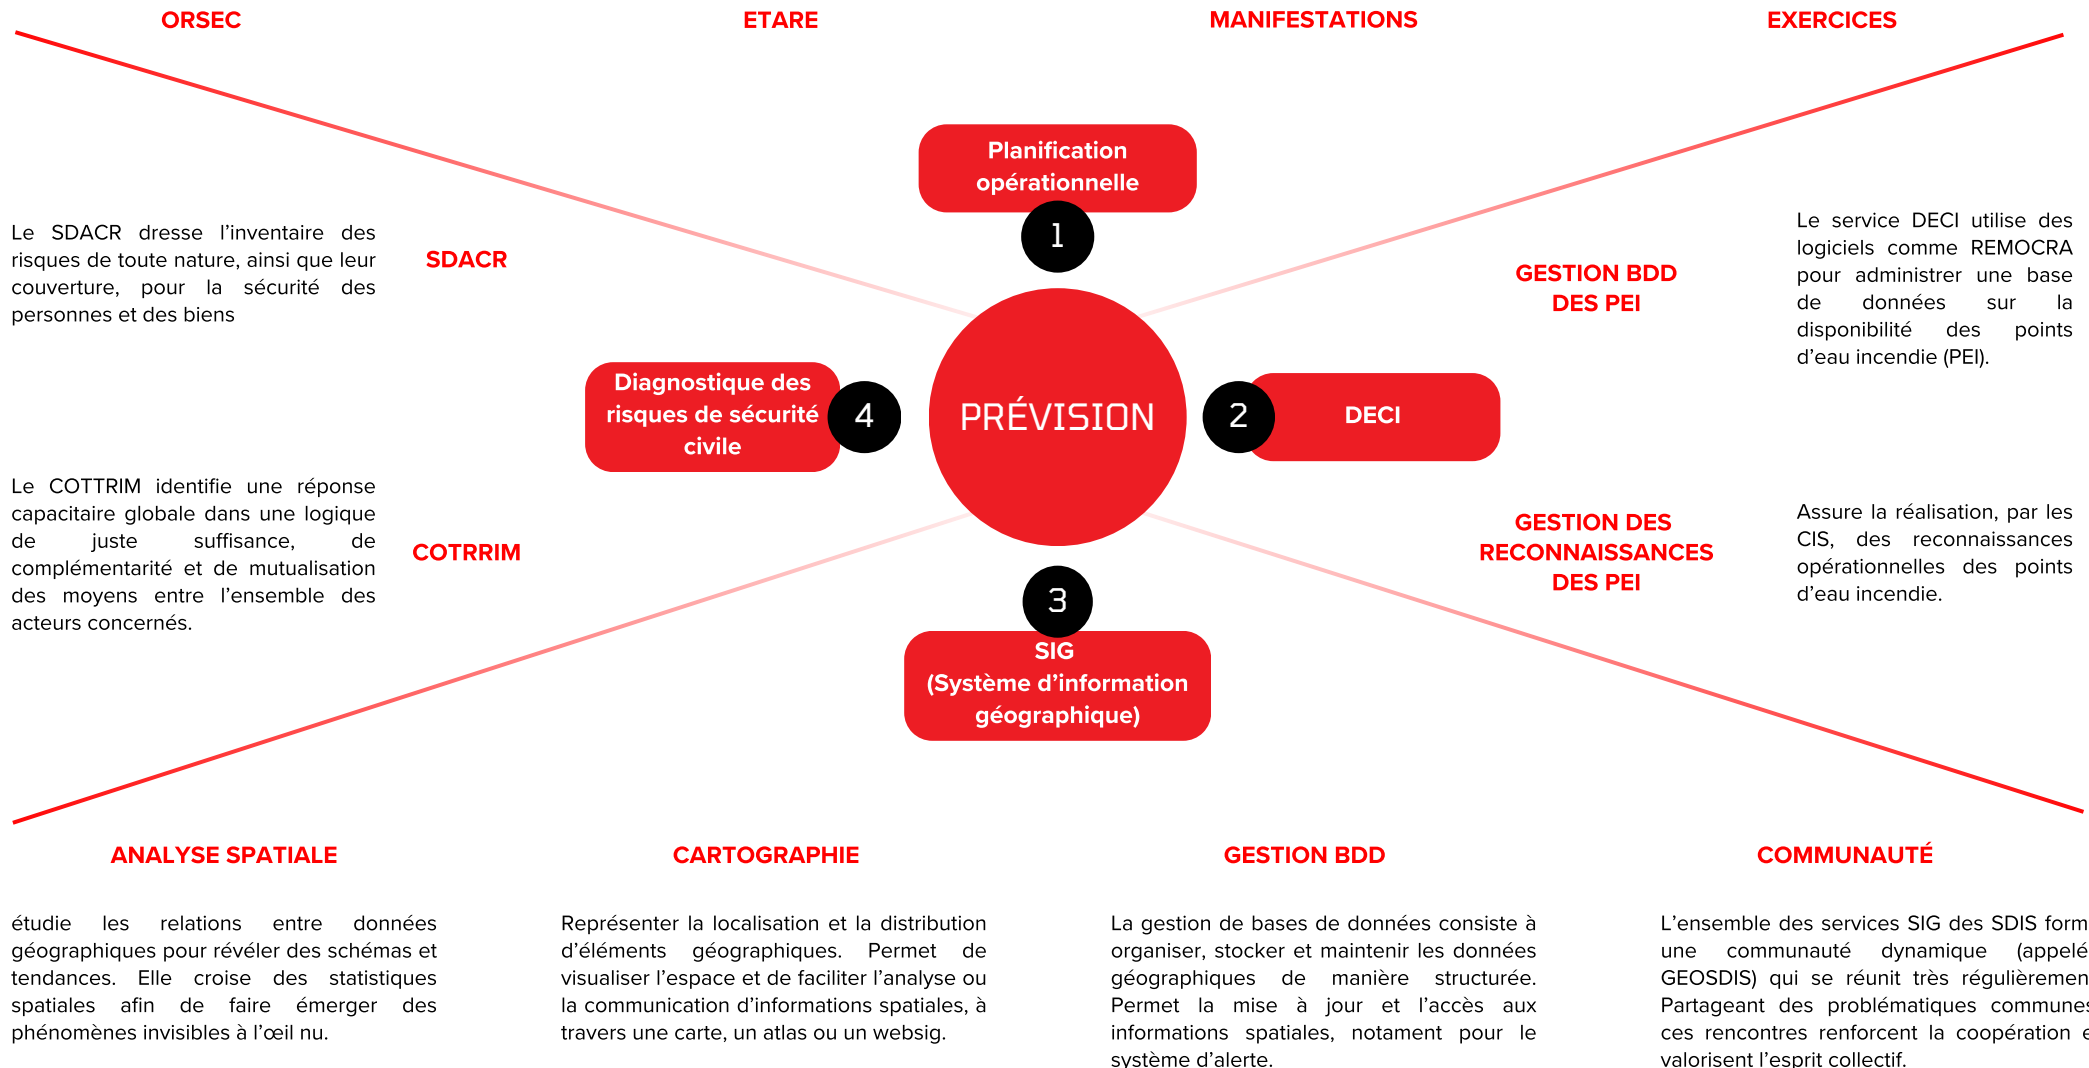 ORSEC
ETARE
MANIFESTATIONS
EXERCICES
Planification
opérationnelle
1
Le SDACR dresse l'inventaire des
risques de toute nature, ainsi que leur
couverture, pour la sécurité des
personnes et des biens
SDACR
GESTION BDD
DES PEI
Le service DECI utilise des
logiciels comme REMOCRA
pour administrer une base
de données sur la
disponibilité des points
d'eau incendie (PEI).
Diagnostique des
risques de sécurité
civile
4
PRÉVISION
2
DECI
Le COTTRIM identifie une réponse
capacitaire globale dans une logique
de juste suffisance, de
complémentarité et de mutualisation
des moyens entre l'ensemble des
acteurs concernés.
COTRRIM
GESTION DES
RECONNAISSANCES
DES PEI
Assure la réalisation, par les
CIS, des reconnaissances
opérationnelles des points
d'eau incendie.
3
SIG
(Système d'information
géographique)
ANALYSE SPATIALE
étudie les relations entre données
géographiques pour révéler des schémas et
tendances. Elle croise des statistiques
spatiales afin de faire émerger des
phénomènes invisibles à l'œil nu.
CARTOGRAPHIE
Représenter la localisation et la distribution
d'éléments géographiques. Permet de
visualiser l'espace et de faciliter l'analyse ou
la communication d'informations spatiales, à
travers une carte, un atlas ou un websig.
GESTION BDD
La gestion de bases de données consiste à
organiser, stocker et maintenir les données
géographiques de manière structurée.
Permet la mise à jour et l'accès aux
informations spatiales, notament pour le
système d'alerte.
COMMUNAUTÉ
L'ensemble des services SIG des SDIS form
une communauté dynamique (appelé
GEOSDIS) qui se réunit très régulièremen
Partageant des problématiques communes
ces rencontres renforcent la coopération e
valorisent l'esprit collectif.